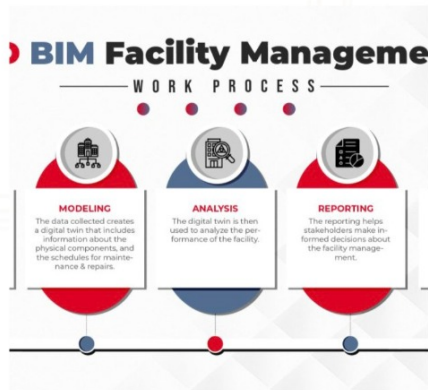 BIM Facility Manageme
WORK PROCESS
MODELING
The data collected creates
a digital twin that includes
information about the
physical components, and
the schedules for mainte-
nance & repairs.
ANALYSIS
The digital twin is then
used to analyze the per-
formance of the facility.
REPORTING
The reporting helps
stakeholders make in-
formed decisions about
the facility manage-
ment.